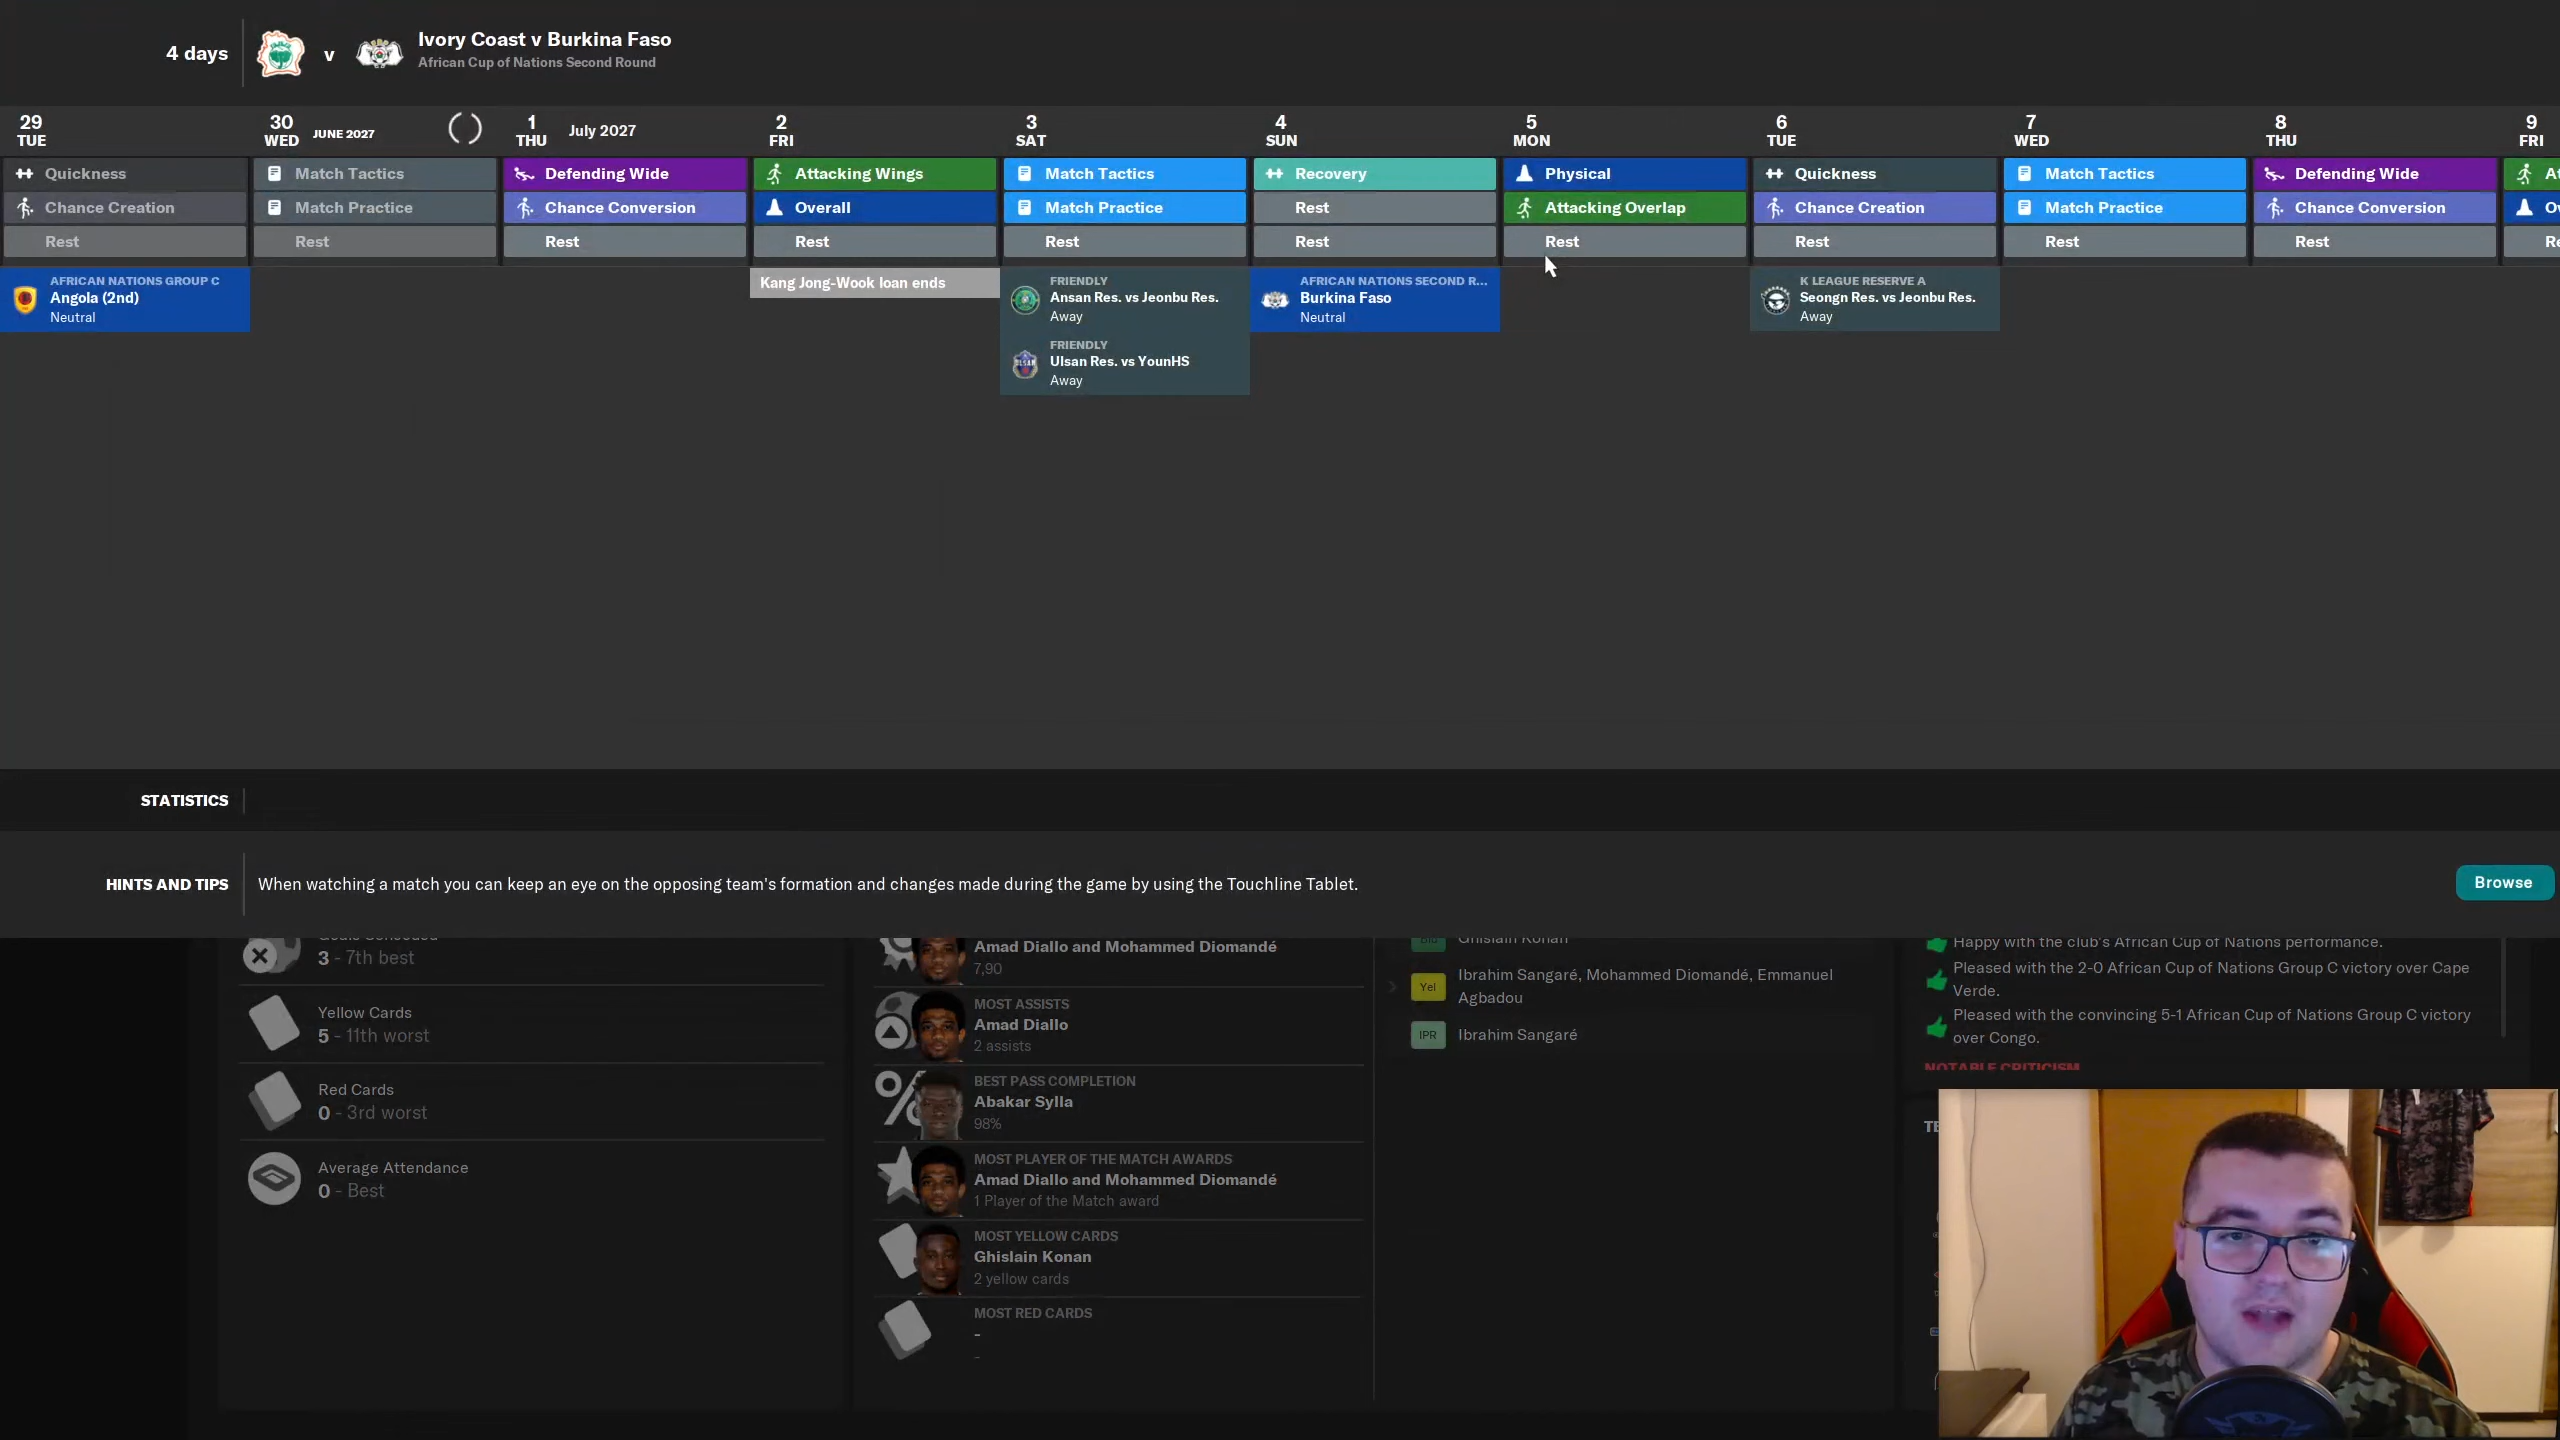 4 days
v
Ivory Coast v Burkina Faso
African Cup of Nations Second Round
29
TUE
30
WED JUNE 2027
1
THU July 2027
2
FRI
3
SAT
4
SUN
5
MON
6
TUE
7
WED
8
THU
9
FRI
Quickness
Chance Creation
Rest
Match Tactics
Match Practice
Rest
Defending Wide
Chance Conversion
Rest
Attacking Wings
Overall
Rest
Match Tactics
Match Practice
Rest
Recovery
Rest
Rest
Physical
Attacking Overlap
Rest
Quickness
Chance Creation
Rest
Match Tactics
Match Practice
Rest
Defending Wide
Chance Conversion
Rest
At
Ov
Re
AFRICAN NATIONS GROUP C
Angola (2nd)
Neutral
Kang Jong-Wook loan ends
FRIENDLY
Ansan Res. vs Jeonbu Res.
Away
FRIENDLY
Ulsan Res. vs YounHS
Away
AFRICAN NATIONS SECOND R...
Burkina Faso
Neutral
K LEAGUE RESERVE A
Seongn Res. vs Jeonbu Res.
Away
STATISTICS
HINTS AND TIPS
When watching a match you can keep an eye on the opposing team's formation and changes made during the game by using the Touchline Tablet.
Browse
Goals Conceded
3 - 7th best
Yellow Cards
5 - 11th worst
Red Cards
0 - 3rd worst
Average Attendance
0 - Best
Amad Diallo and Mohammed Diomandé
7,90
MOST ASSISTS
Amad Diallo
2 assists
BEST PASS COMPLETION
Abakar Sylla
98%
MOST PLAYER OF THE MATCH AWARDS
Amad Diallo and Mohammed Diomandé
1 Player of the Match award
MOST YELLOW CARDS
Ghislain Konan
2 yellow cards
MOST RED CARDS
-
-
Ghislain Konan
Yel
Ibrahim Sangaré, Mohammed Diomandé, Emmanuel
Agbadou
IPR
Ibrahim Sangaré
Happy with the club's African Cup of Nations performance.
Pleased with the 2-0 African Cup of Nations Group C victory over Cape
Verde.
Pleased with the convincing 5-1 African Cup of Nations Group C victory
over Congo.
NOTABLE CRITICISM
TE